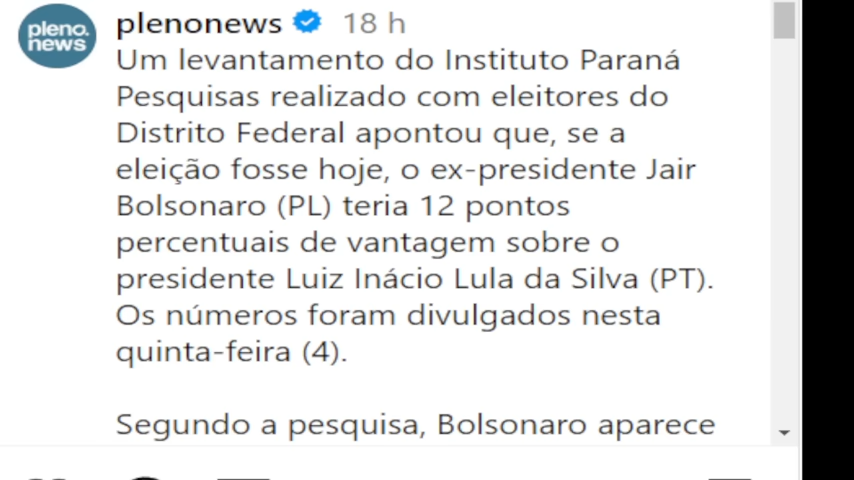 pleno.
news
plenonews 18 h
Um levantamento do Instituto Paraná
Pesquisas realizado com eleitores do
Distrito Federal apontou que, se a
eleição fosse hoje, o ex-presidente Jair
Bolsonaro (PL) teria 12 pontos
percentuais de vantagem sobre o
presidente Luiz Inácio Lula da Silva (PT).
Os números foram divulgados nesta
quinta-feira (4).
Segundo a pesquisa, Bolsonaro aparece